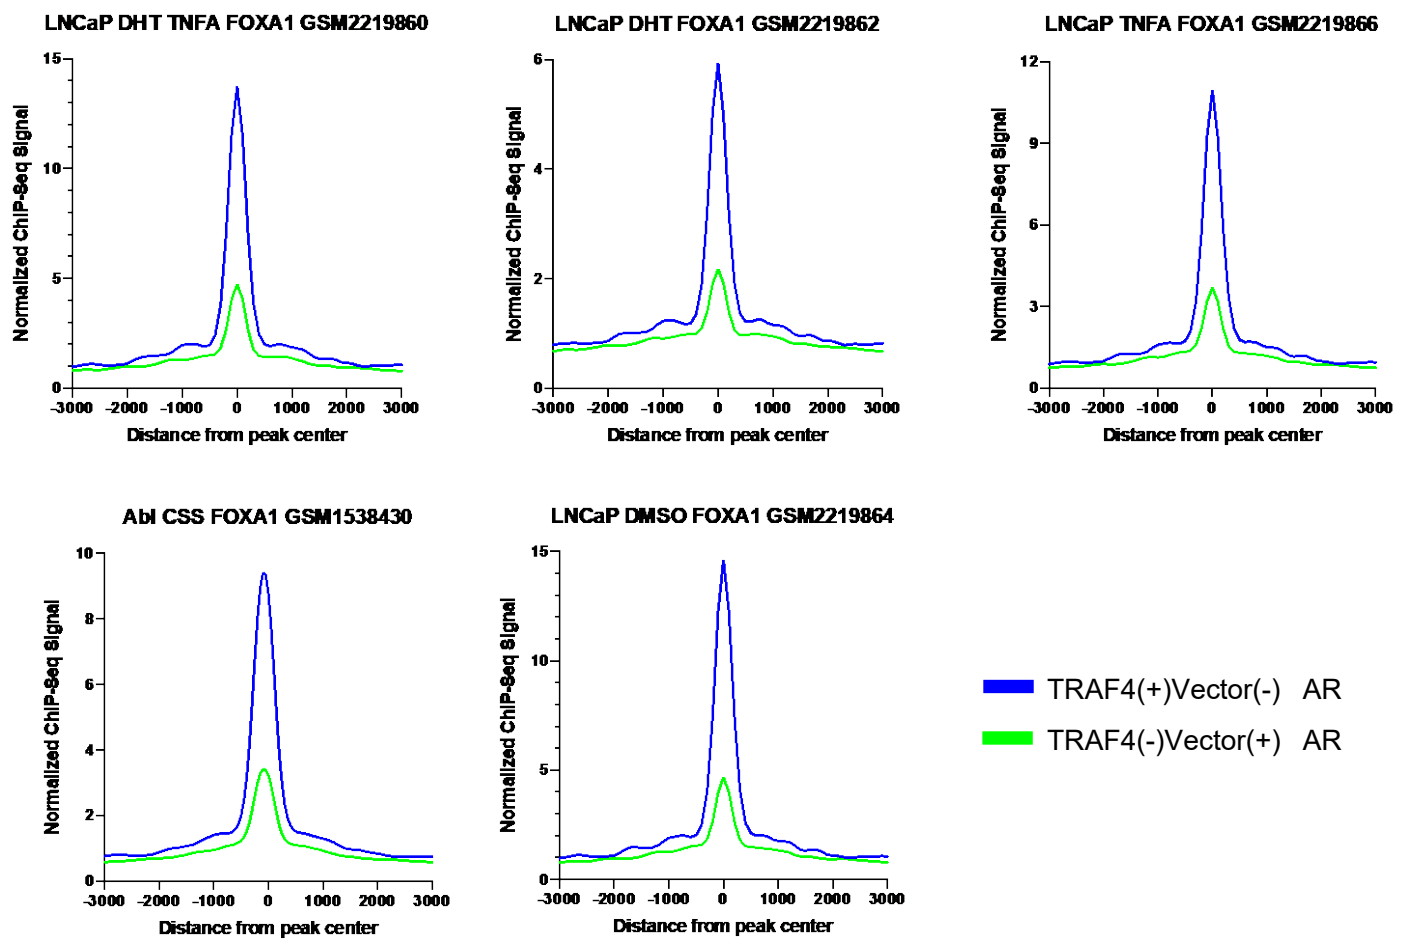 LNCaP DHT TNFA FOXA1 GSM2219860
Normalized ChIP-Seq Signal
15
10
5
0
-3000 -2000 -1000 0 1000 2000 3000
Distance from peak center
LNCaP DHT FOXA1 GSM2219862
Normalized ChIP-Seq Signal
6
4
2
0
-3000 -2000 -1000 0 1000 2000 3000
Distance from peak center
LNCaP TNFA FOXA1 GSM2219866
Normalized ChIP-Seq Signal
12
9
6
3
0
-3000 -2000 -1000 0 1000 2000 3000
Distance from peak center
Abl CSS FOXA1 GSM1538430
Normalized ChIP-Seq Signal
10
8
6
4
2
0
-3000 -2000 -1000 0 1000 2000 3000
Distance from peak center
LNCaP DMSO FOXA1 GSM2219864
Normalized ChIP-Seq Signal
15
10
5
0
-3000 -2000 -1000 0 1000 2000 3000
Distance from peak center
TRAF4(+)Vector(-) AR
TRAF4(-)Vector(+) AR